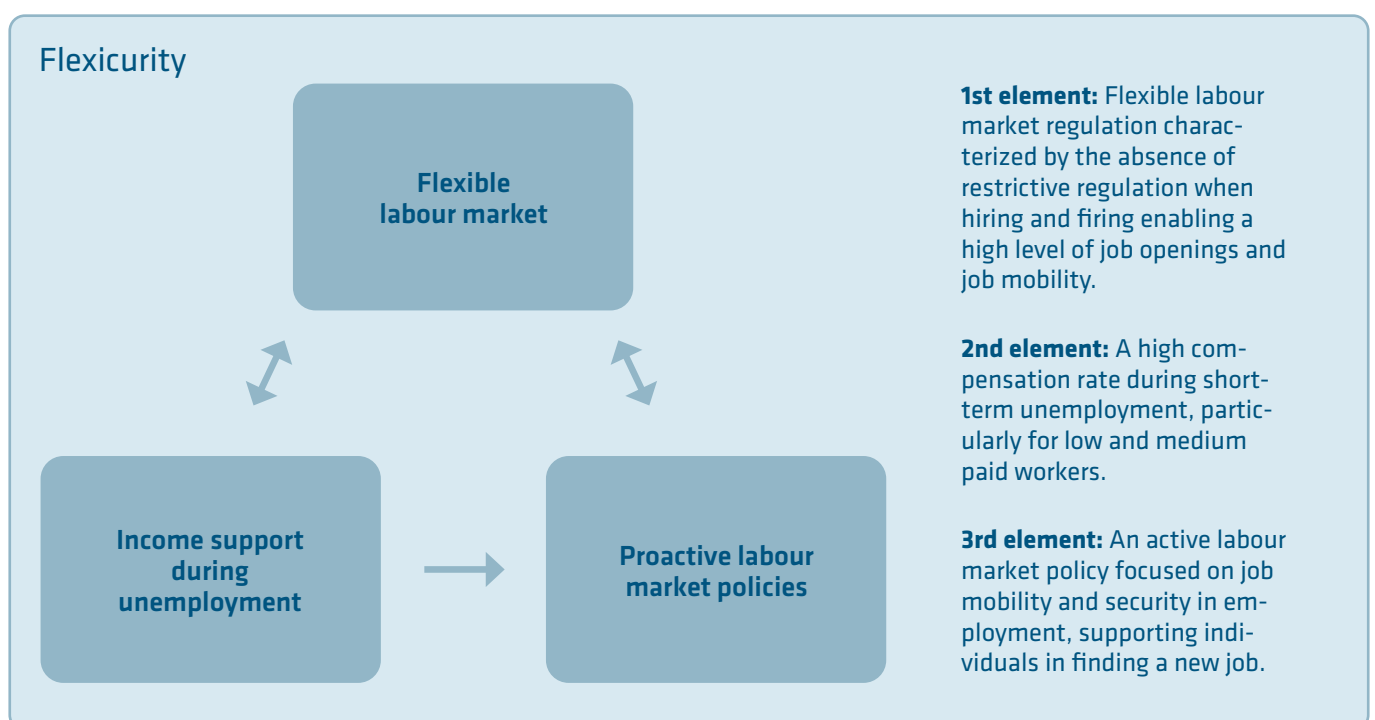 Flexicurity
Flexible
labour market
Income support
during
unemployment
Proactive labour
market policies
1st element: Flexible labour
market regulation charac-
terized by the absence of
restrictive regulation when
hiring and firing enabling a
high level of job openings and
job mobility.
2nd element: A high com-
pensation rate during short-
term unemployment, partic-
ularly for low and medium
paid workers.
3rd element: An active labour
market policy focused on job
mobility and security in em-
ployment, supporting indi-
viduals in finding a new job.